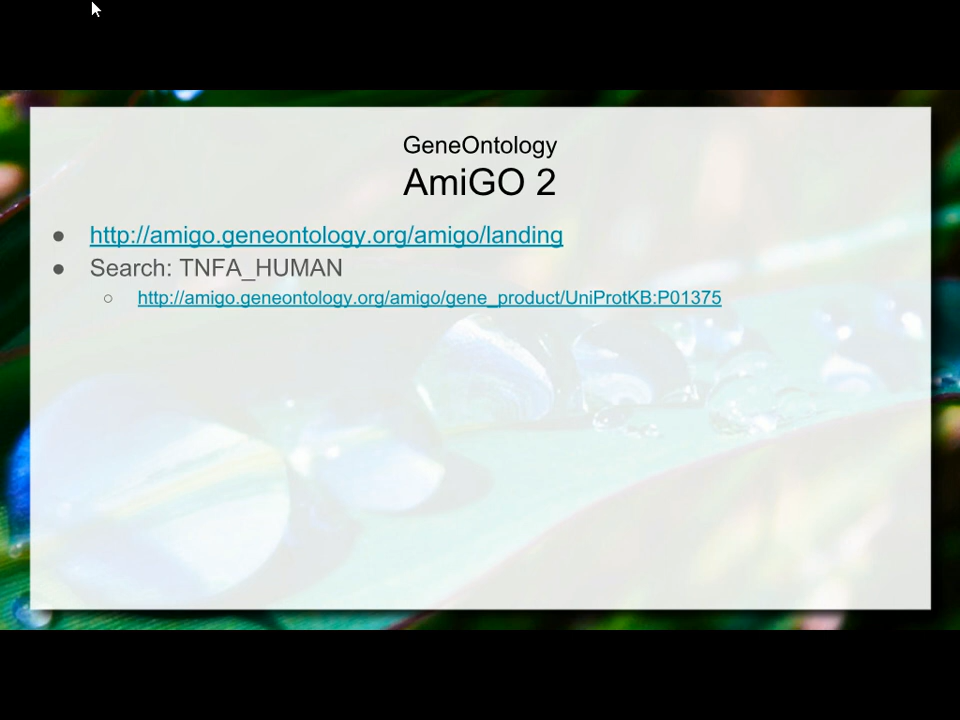 GeneOntology
AmiGO 2
● http://amigo.geneontology.org/amigo/landing
● Search: TNFA_HUMAN
○ http://amigo.geneontology.org/amigo/gene_product/UniProtKB:P01375